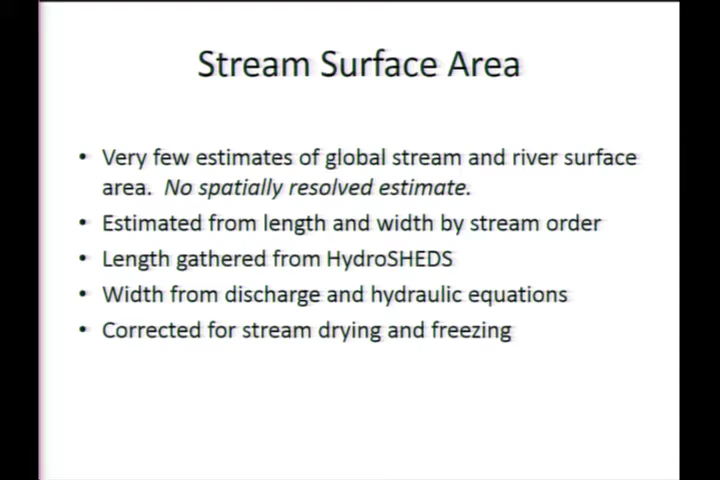 Stream Surface Area
• Very few estimates of global stream and river surface
area.  No spatially resolved estimate.
• Estimated from length and width by stream order
• Length gathered from HydroSHEDS
• Width from discharge and hydraulic equations
• Corrected for stream drying and freezing